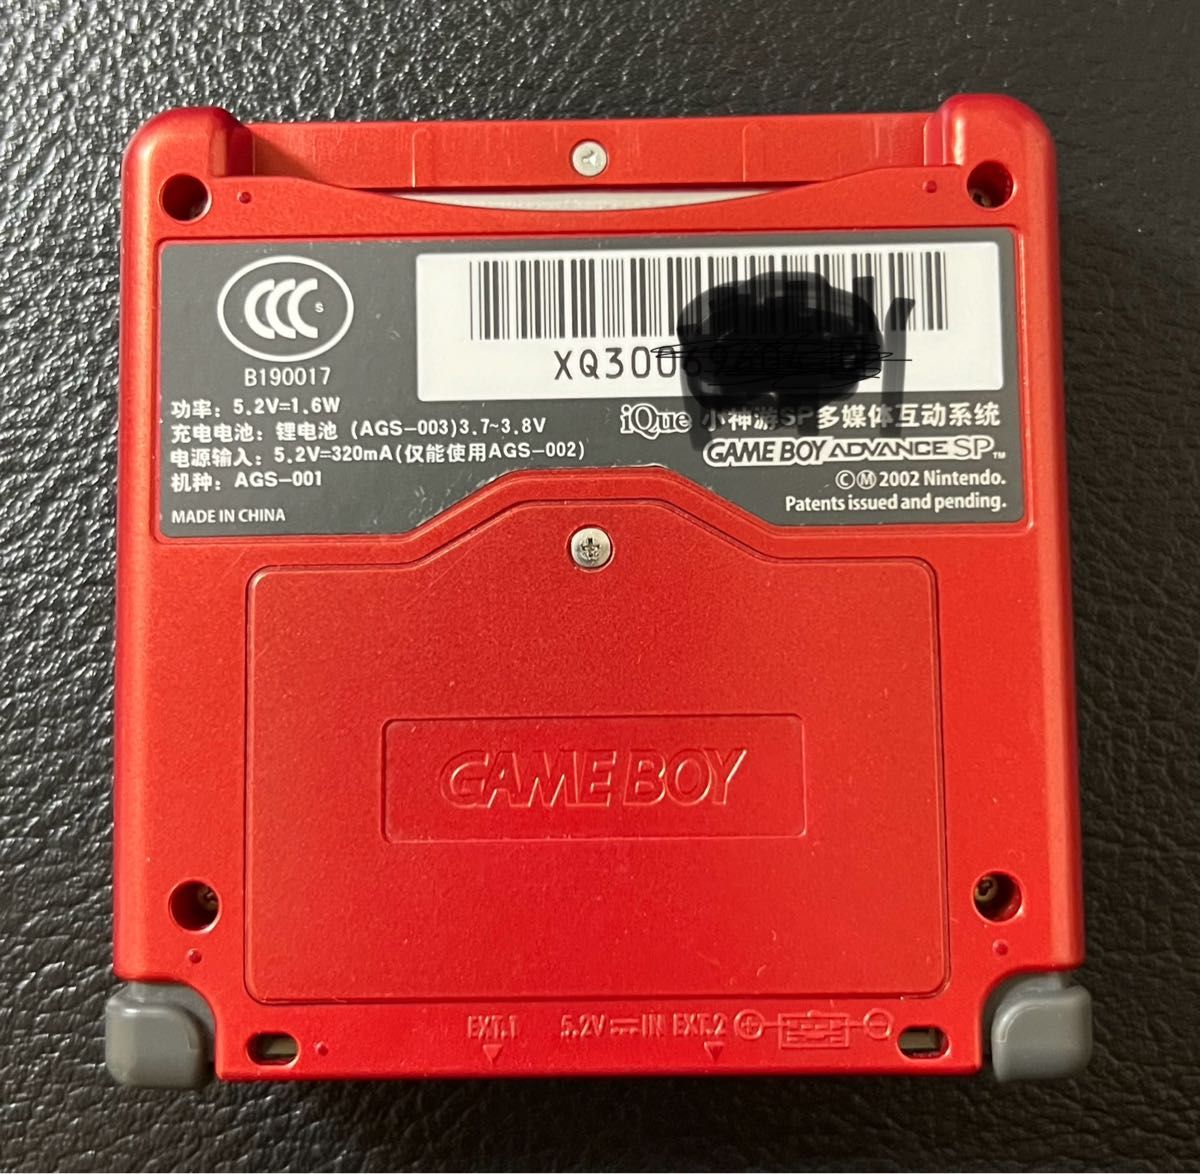 CCC S
B190017
XQ300
功率: 5.2V⎓1.6W
充电电池: 锂电池 (AGS-003)3.7~3.8V
电源输入: 5.2V⎓320mA(仅能使用AGS-002)
机种: AGS-001
MADE IN CHINA
iQue 小神游SP多媒体互动系统
GAME BOY ADVANCE SP™
©Ⓜ 2002 Nintendo.
Patents issued and pending.
GAME BOY
EXT.1 5.2V⎓IN EXT.2